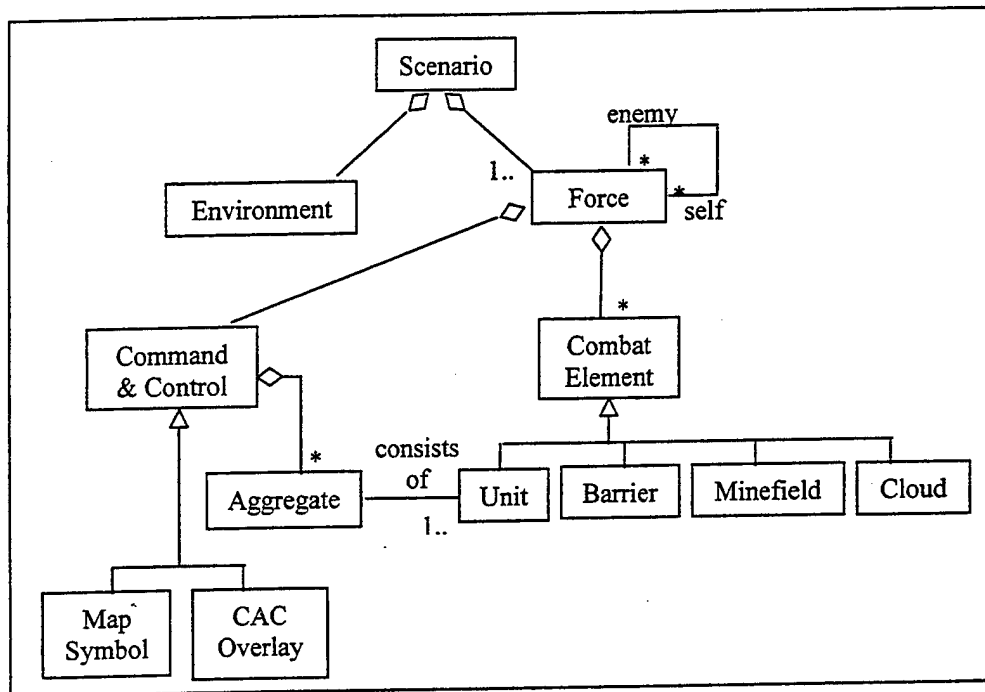 Scenario
enemy
1..
*
Force
*
self
Environment
*
Command
& Control
Combat
Element
*
consists
of
Aggregate
1..
Unit
Barrier
Minefield
Cloud
Map
Symbol
CAC
Overlay